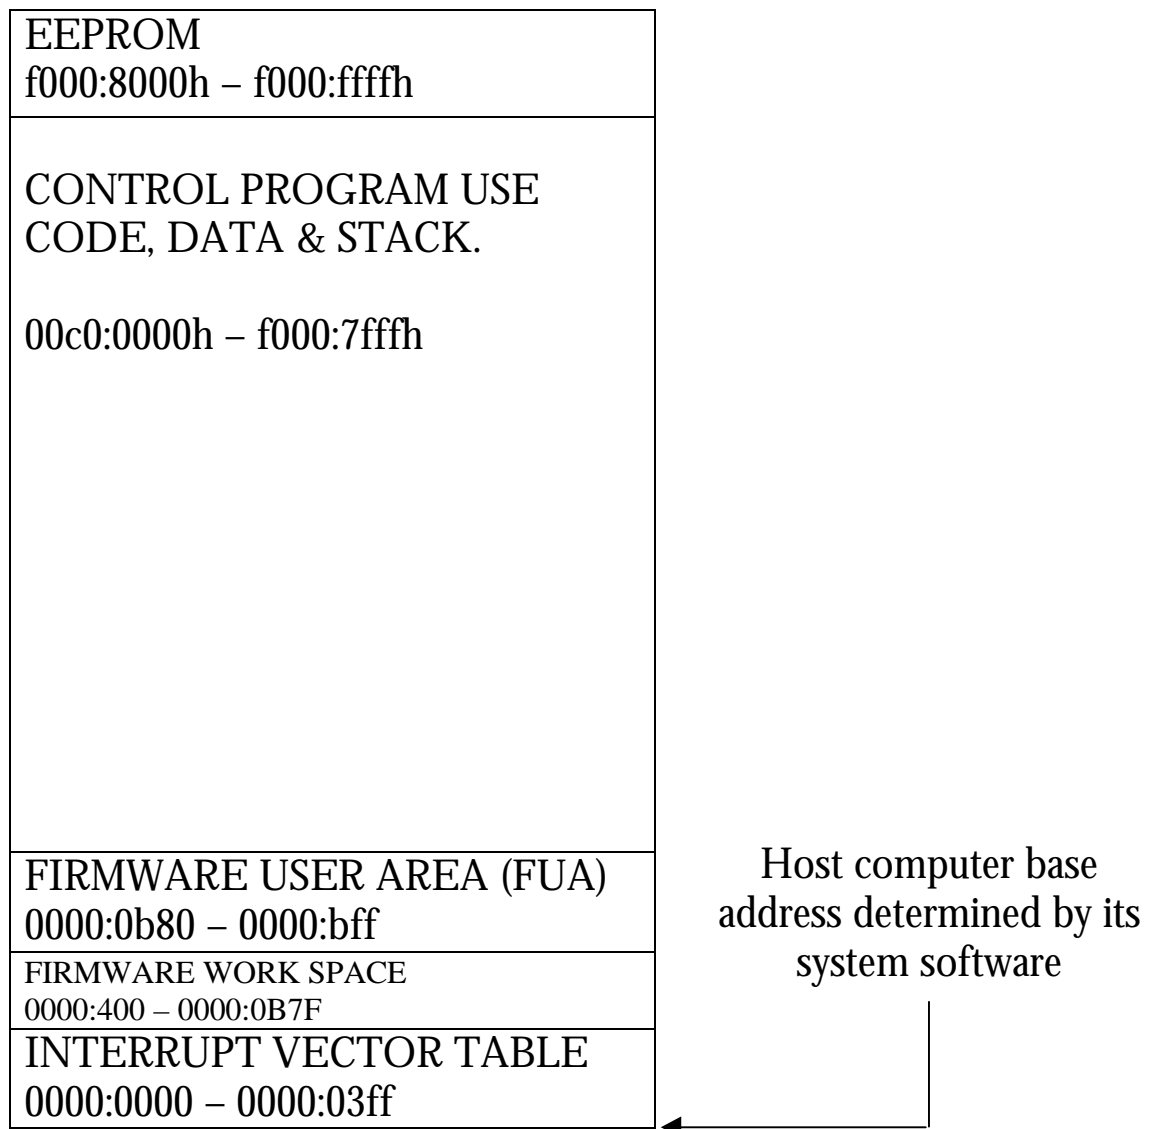 EEPROM
f000:8000h – f000:ffffh
CONTROL PROGRAM USE
CODE, DATA & STACK.
00c0:0000h – f000:7fffh
FIRMWARE USER AREA (FUA)
0000:0b80 – 0000:bff
FIRMWARE WORK SPACE
0000:400 – 0000:0B7F
INTERRUPT VECTOR TABLE
0000:0000 – 0000:03ff
Host computer base
address determined by its
system software